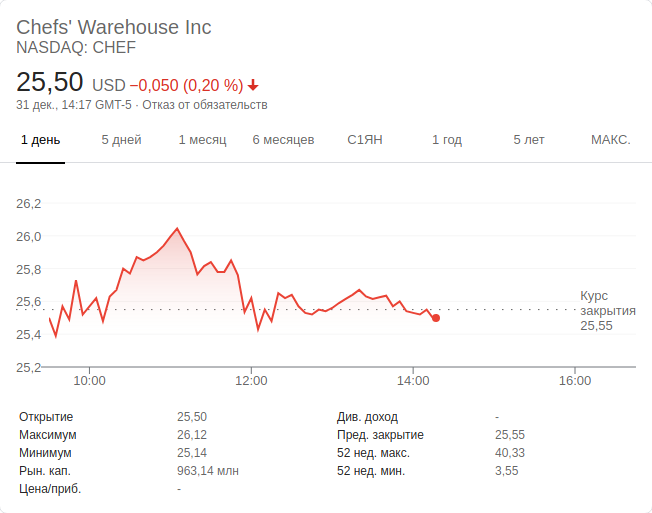 Chefs' Warehouse Inc
NASDAQ: CHEF
25,50 USD −0,050 (0,20 %)
31 дек., 14:17 GMT-5 · Отказ от обязательств
1 день 5 дней 1 месяц 6 месяцев С1ЯН 1 год 5 лет МАКС.
26,2
26,0
25,8
25,6
25,4
25,2
Курс
закрытия
25,55
10:00 12:00 14:00 16:00
Открытие 25,50 Див. доход -
Максимум 26,12 Пред. закрытие 25,55
Минимум 25,14 52 нед. макс. 40,33
Рын. кап. 963,14 млн 52 нед. мин. 3,55
Цена/приб. -